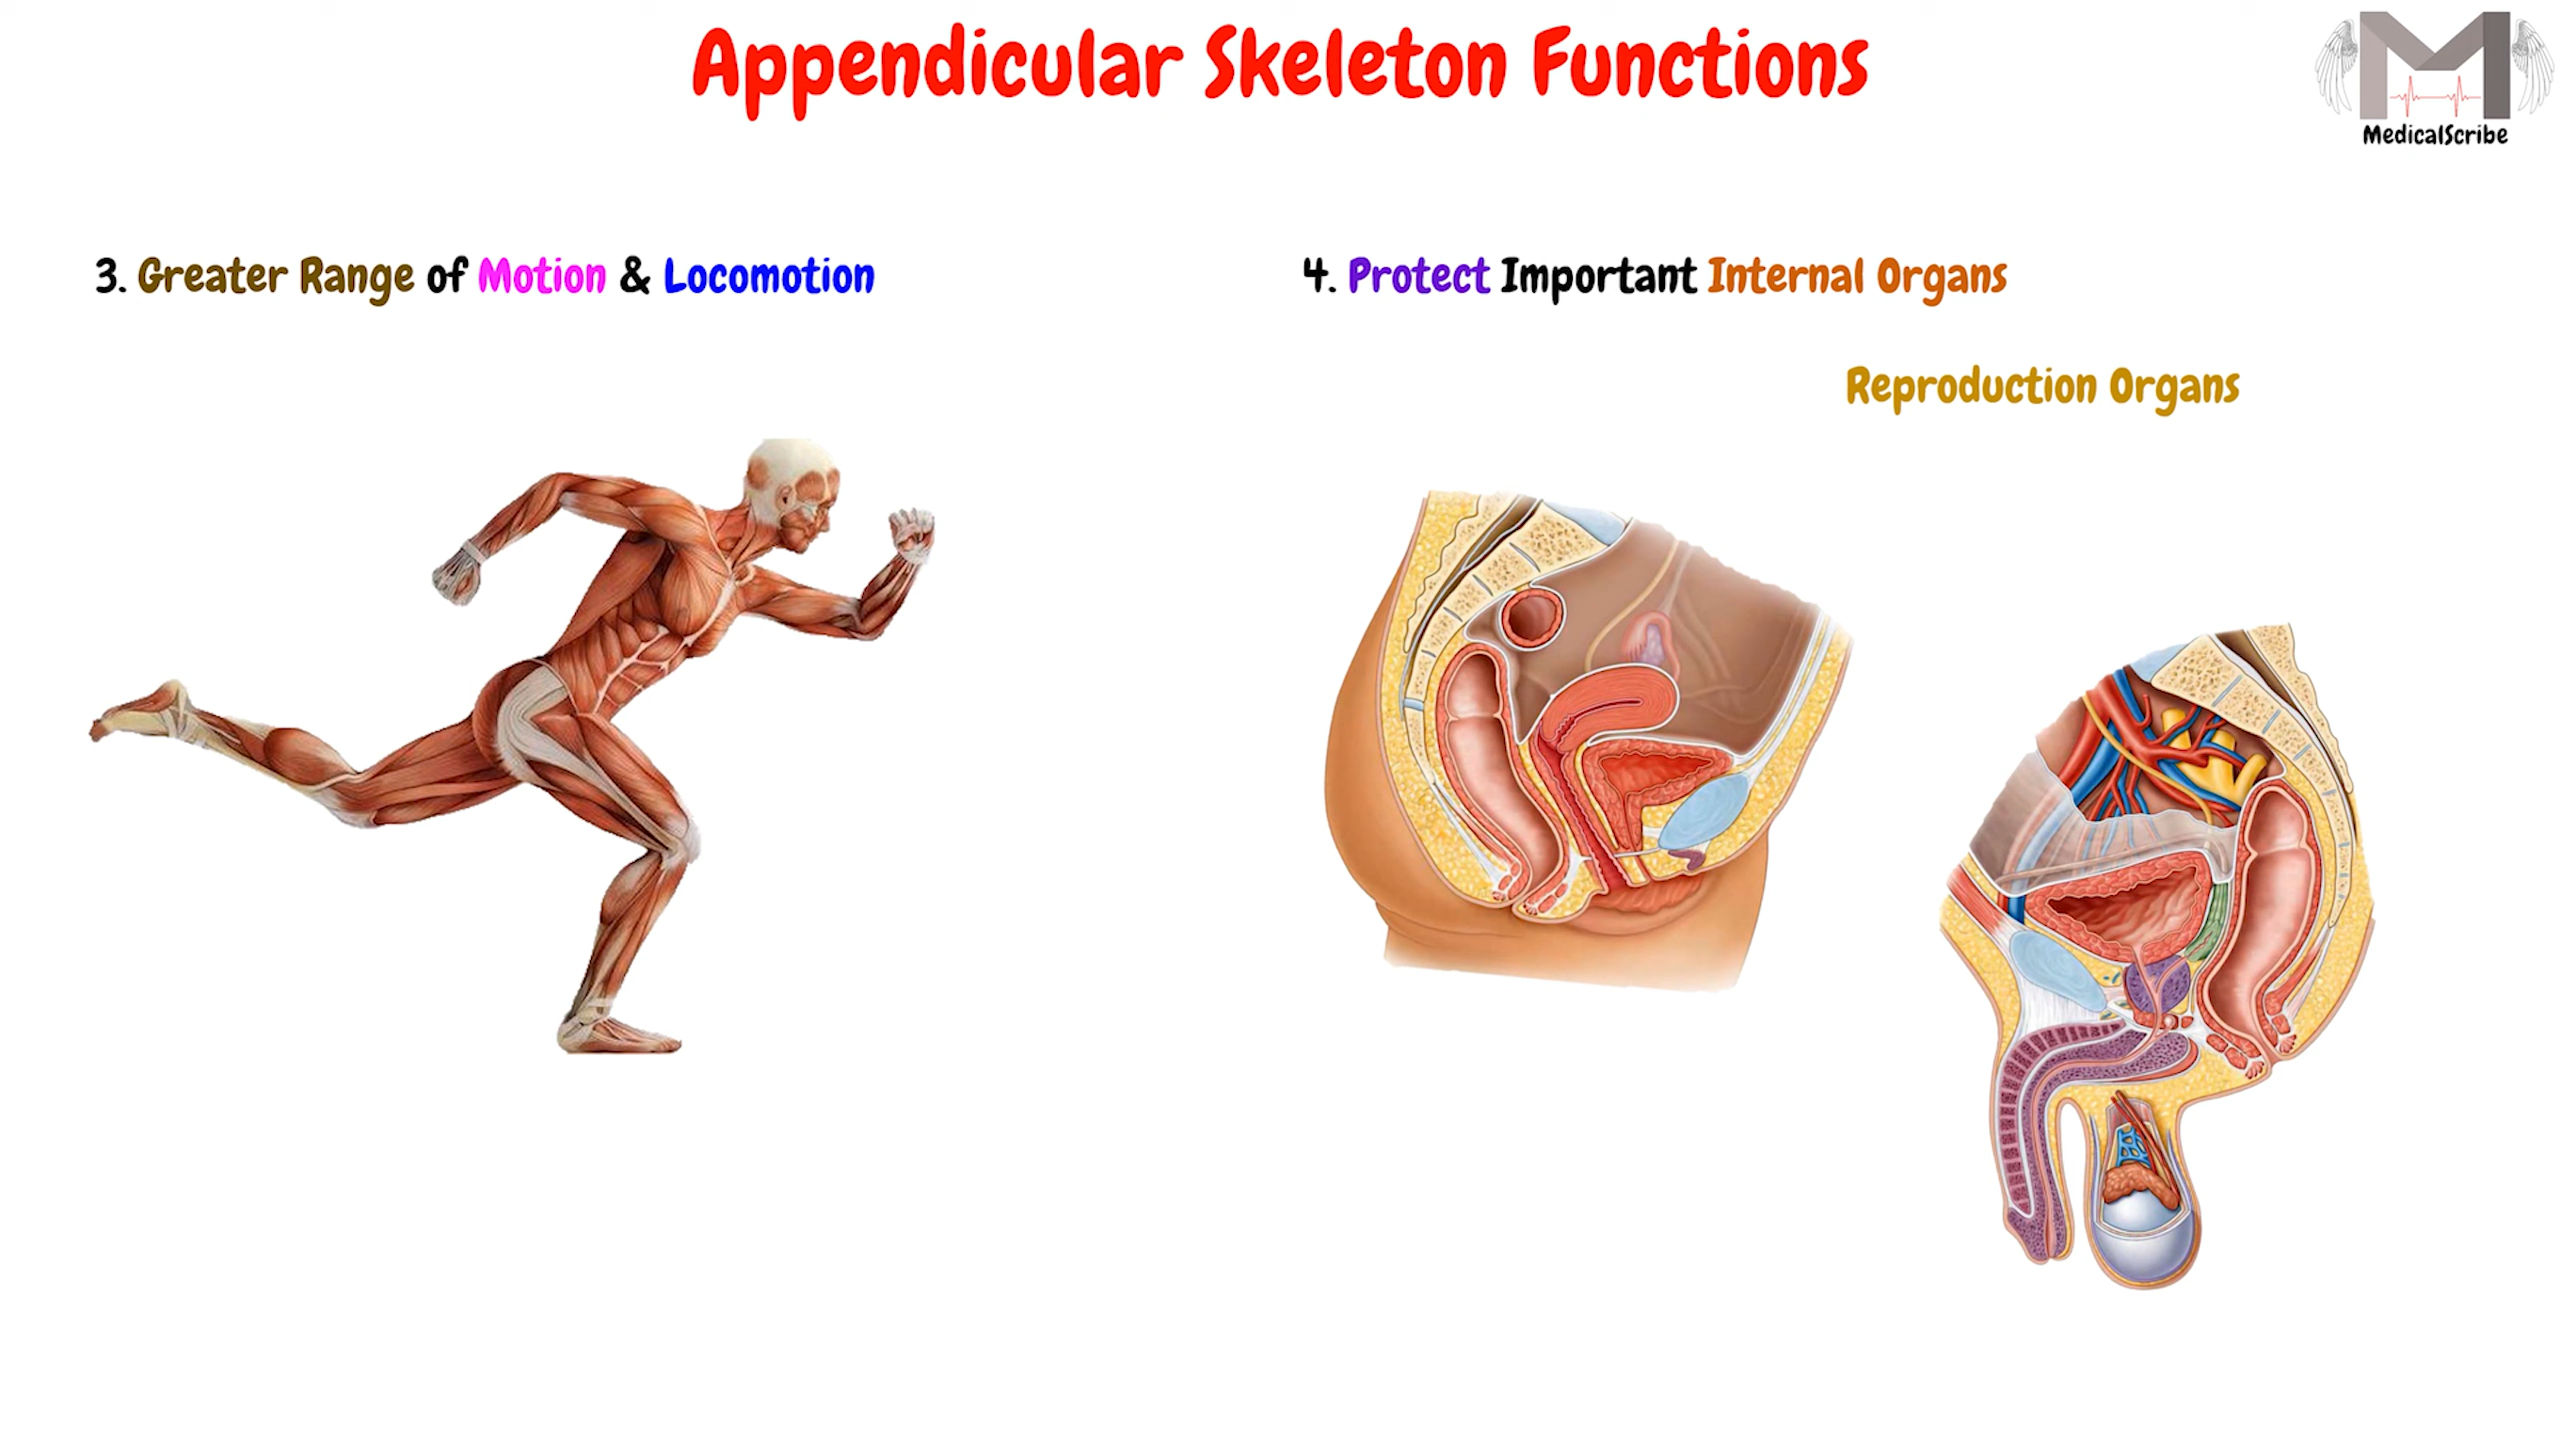 Appendicular Skeleton Functions
MedicalScribe
3. Greater Range of Motion & Locomotion
4. Protect Important Internal Organs
Reproduction Organs